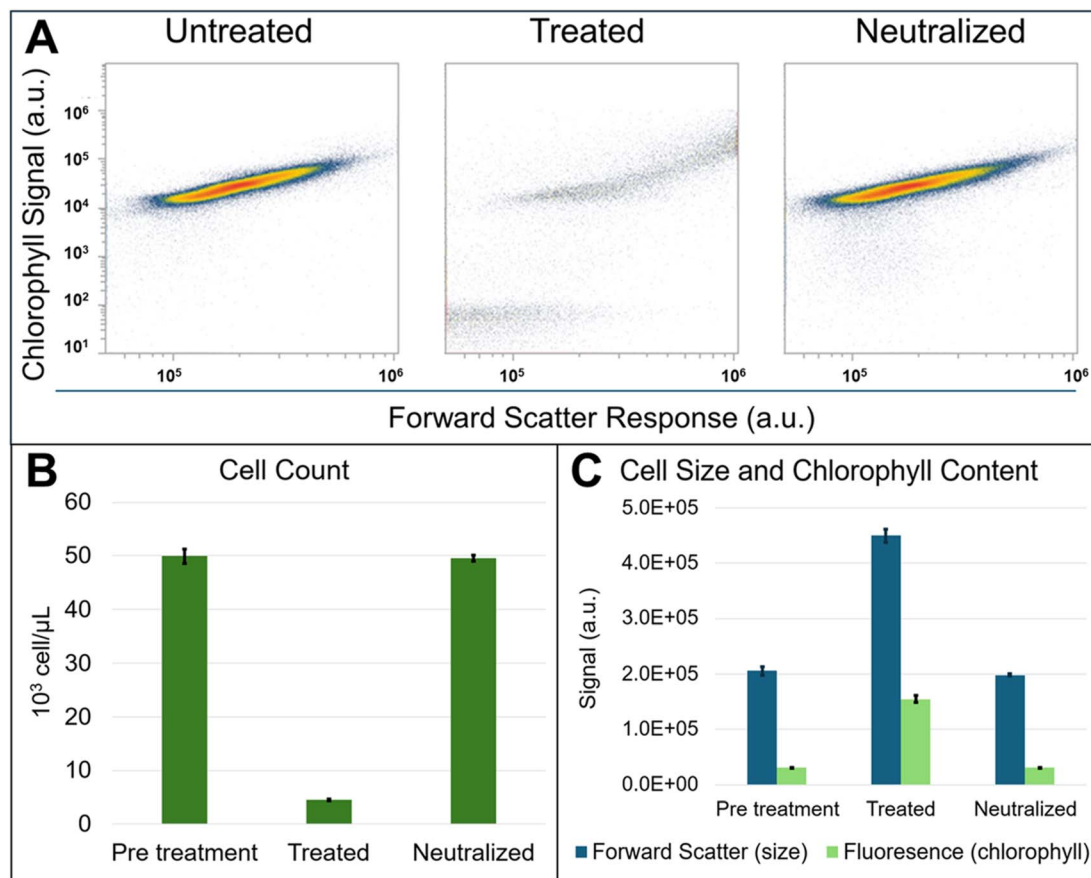 A
Untreated Treated Neutralized
Chlorophyll Signal (a.u.)
10⁶
10⁵
10⁴
10³
10²
10¹
10⁵ 10⁶ 10⁵ 10⁶ 10⁵ 10⁶
Forward Scatter Response (a.u.)
B
Cell Count
10³ cell/µL
60
50
40
30
20
10
0
Pre treatment Treated Neutralized
C
Cell Size and Chlorophyll Content
Signal (a.u.)
5.0E+05
4.0E+05
3.0E+05
2.0E+05
1.0E+05
0.0E+00
Pre treatment Treated Neutralized
Forward Scatter (size) Fluoresence (chlorophyll)